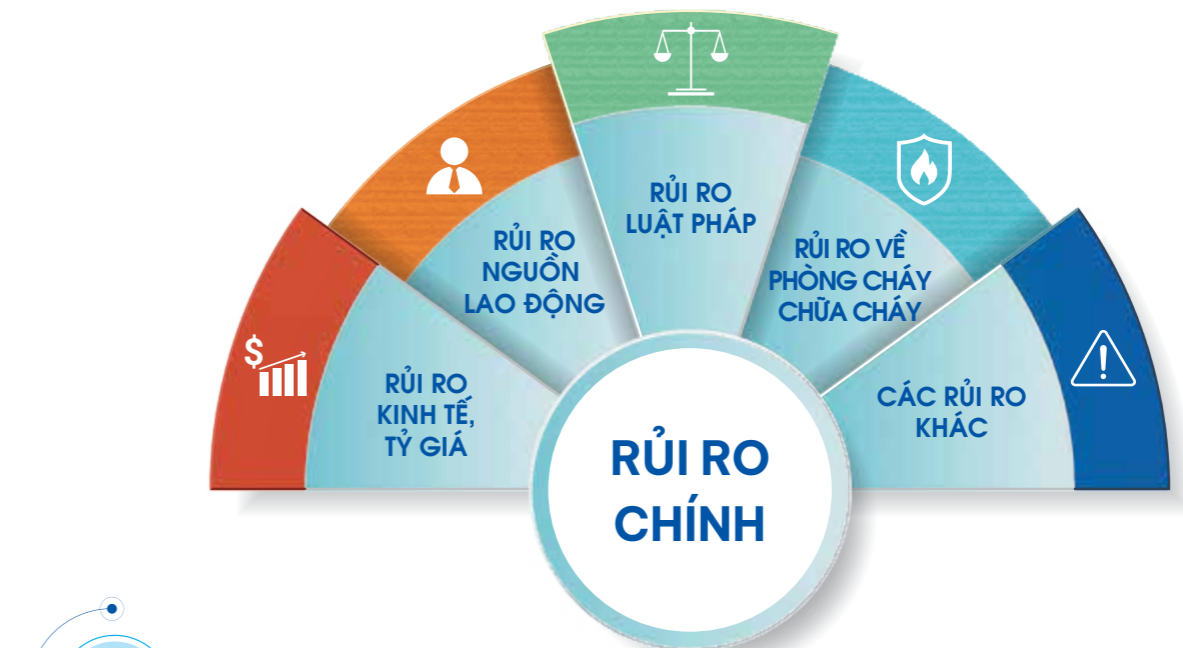 RỦI RO
KINH TẾ,
TỶ GIÁ
RỦI RO
NGUỒN
LAO ĐỘNG
RỦI RO
LUẬT PHÁP
RỦI RO VỀ
PHÒNG CHÁY
CHỮA CHÁY
CÁC RỦI RO
KHÁC
RỦI RO
CHÍNH
$